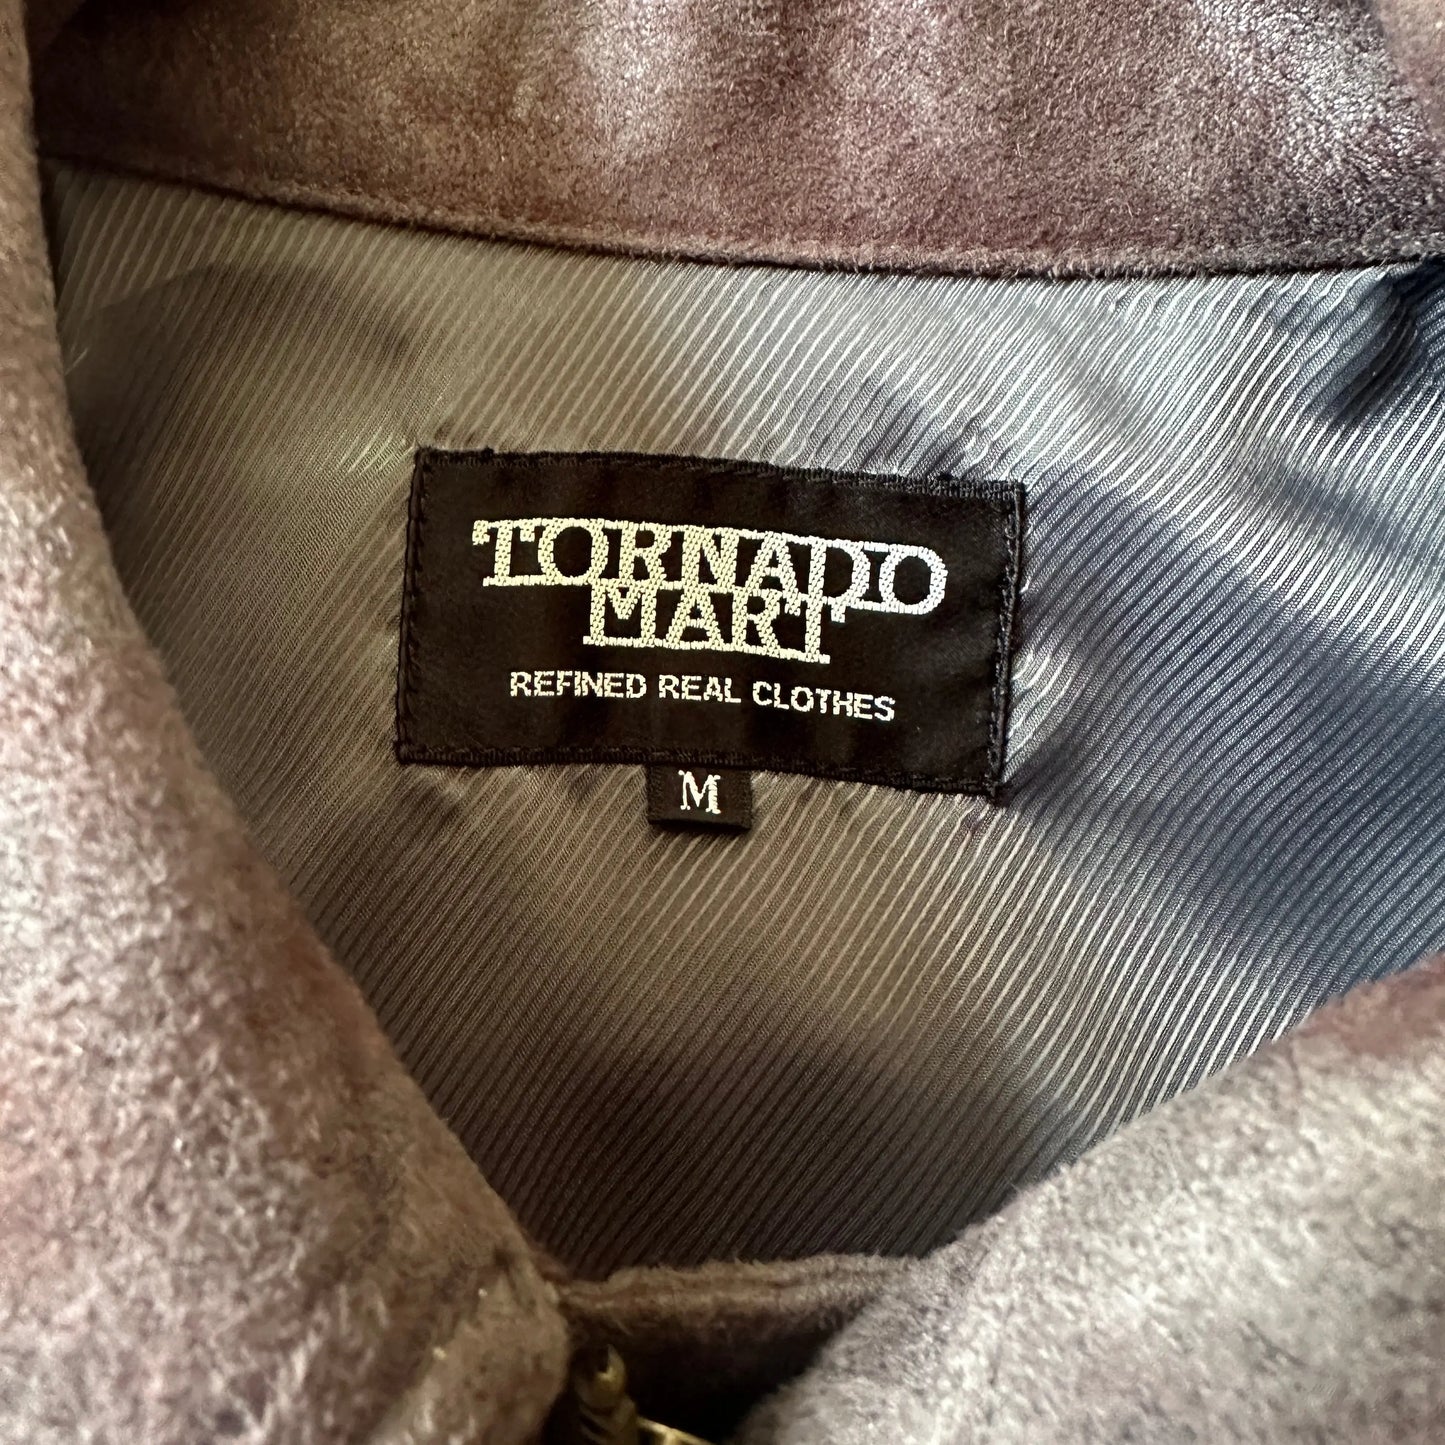 TORNADO
MART
REFINED REAL CLOTHES
M